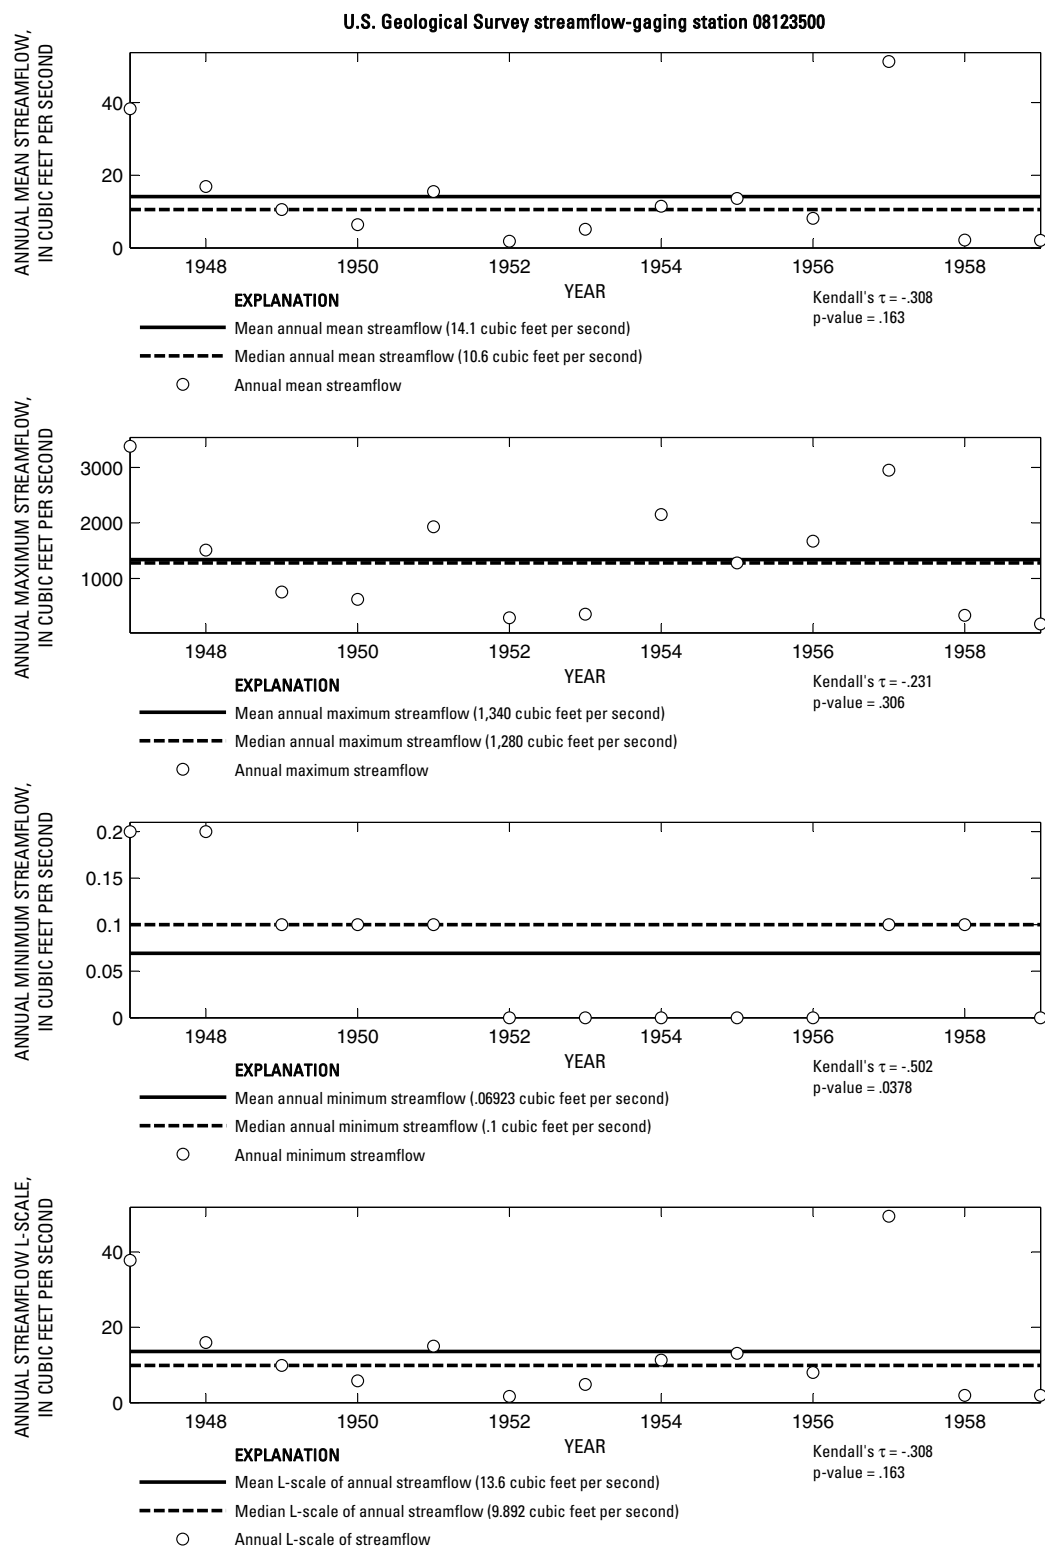 U.S. Geological Survey streamflow-gaging station 08123500
ANNUAL MEAN STREAMFLOW,
IN CUBIC FEET PER SECOND
40
20
0
1948 1950 1952 1954 1956 1958
YEAR
Kendall's τ = -.308
p-value = .163
EXPLANATION
Mean annual mean streamflow (14.1 cubic feet per second)
Median annual mean streamflow (10.6 cubic feet per second)
Annual mean streamflow
ANNUAL MAXIMUM STREAMFLOW,
IN CUBIC FEET PER SECOND
3000
2000
1000
1948 1950 1952 1954 1956 1958
YEAR
Kendall's τ = -.231
p-value = .306
EXPLANATION
Mean annual maximum streamflow (1,340 cubic feet per second)
Median annual maximum streamflow (1,280 cubic feet per second)
Annual maximum streamflow
ANNUAL MINIMUM STREAMFLOW,
IN CUBIC FEET PER SECOND
0.2
0.15
0.1
0.05
0
1948 1950 1952 1954 1956 1958
YEAR
Kendall's τ = -.502
p-value = .0378
EXPLANATION
Mean annual minimum streamflow (.06923 cubic feet per second)
Median annual minimum streamflow (.1 cubic feet per second)
Annual minimum streamflow
ANNUAL STREAMFLOW L-SCALE,
IN CUBIC FEET PER SECOND
40
20
0
1948 1950 1952 1954 1956 1958
YEAR
Kendall's τ = -.308
p-value = .163
EXPLANATION
Mean L-scale of annual streamflow (13.6 cubic feet per second)
Median L-scale of annual streamflow (9.892 cubic feet per second)
Annual L-scale of streamflow